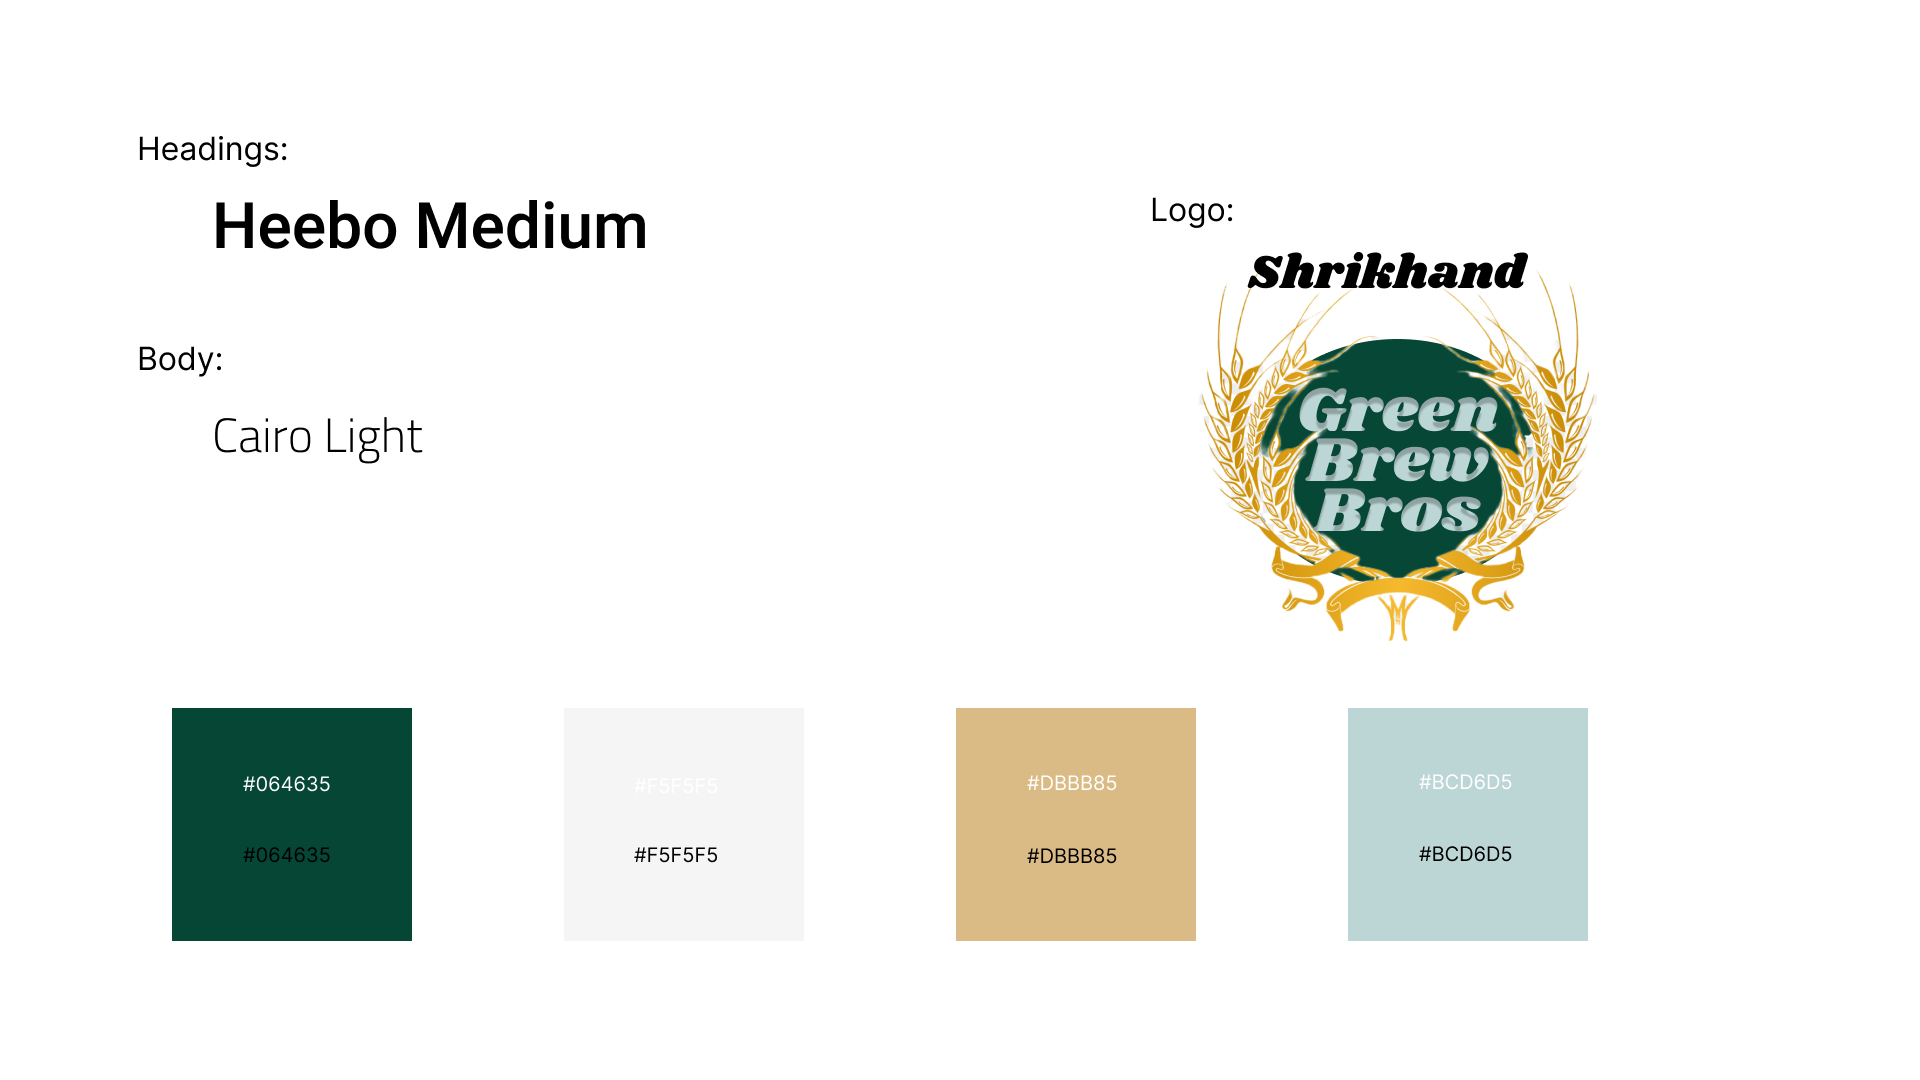 Headings:
Heebo Medium
Body:
Cairo Light
Logo:
Shrikhand
Green
Brew
Bros
#064635
#064635
#F5F5F5
#F5F5F5
#DBBB85
#DBBB85
#BCD6D5
#BCD6D5